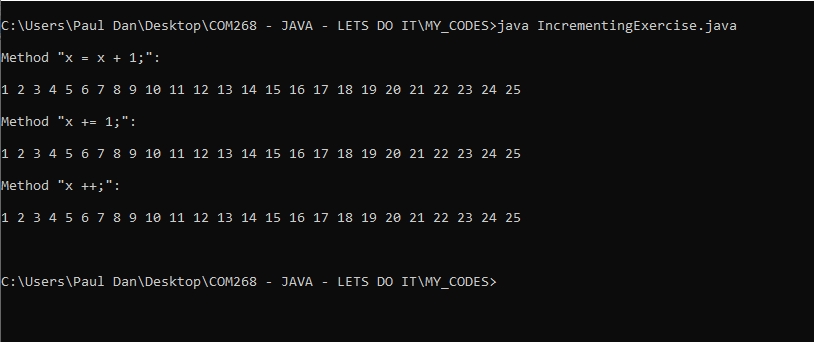 C:\Users\Paul Dan\Desktop\COM268 - JAVA - LETS DO IT\MY_CODES>java IncrementingExercise.java
Method "x = x + 1;":
1 2 3 4 5 6 7 8 9 10 11 12 13 14 15 16 17 18 19 20 21 22 23 24 25
Method "x += 1;":
1 2 3 4 5 6 7 8 9 10 11 12 13 14 15 16 17 18 19 20 21 22 23 24 25
Method "x ++;":
1 2 3 4 5 6 7 8 9 10 11 12 13 14 15 16 17 18 19 20 21 22 23 24 25
C:\Users\Paul Dan\Desktop\COM268 - JAVA - LETS DO IT\MY_CODES>